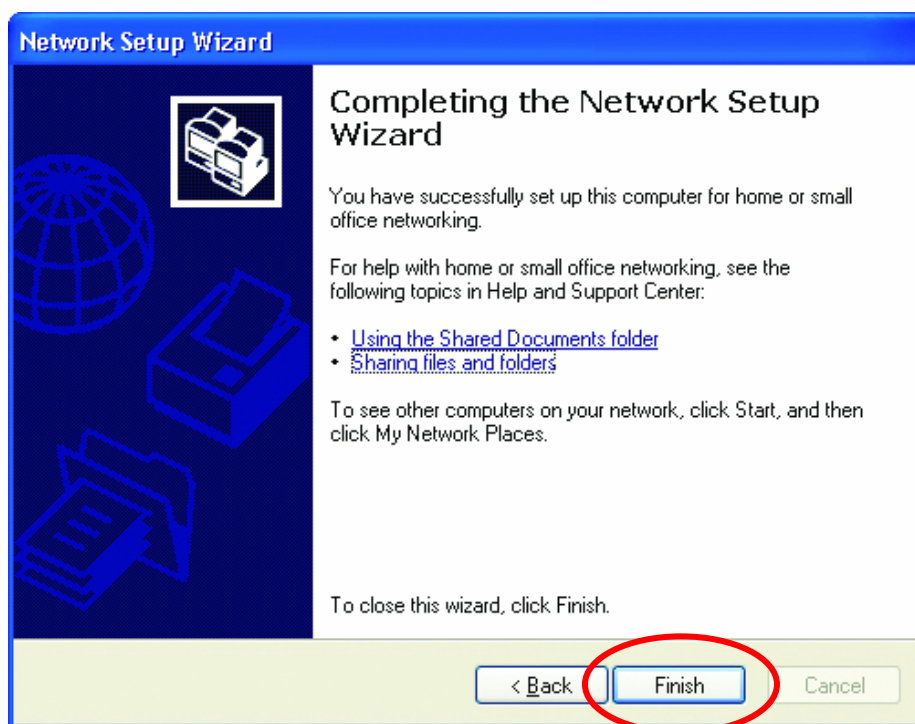 Network Setup Wizard
Completing the Network Setup
Wizard
You have successfully set up this computer for home or small
office networking.
For help with home or small office networking, see the
following topics in Help and Support Center:
• Using the Shared Documents folder
• Sharing files and folders
To see other computers on your network, click Start, and then
click My Network Places.
To close this wizard, click Finish.
< Back Finish Cancel